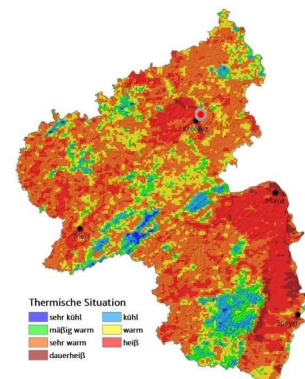 Koblenz
Mainz
Trier
Speyer
Thermische Situation
sehr kühl
kühl
mäßig warm
warm
sehr warm
heiß
dauerheiß